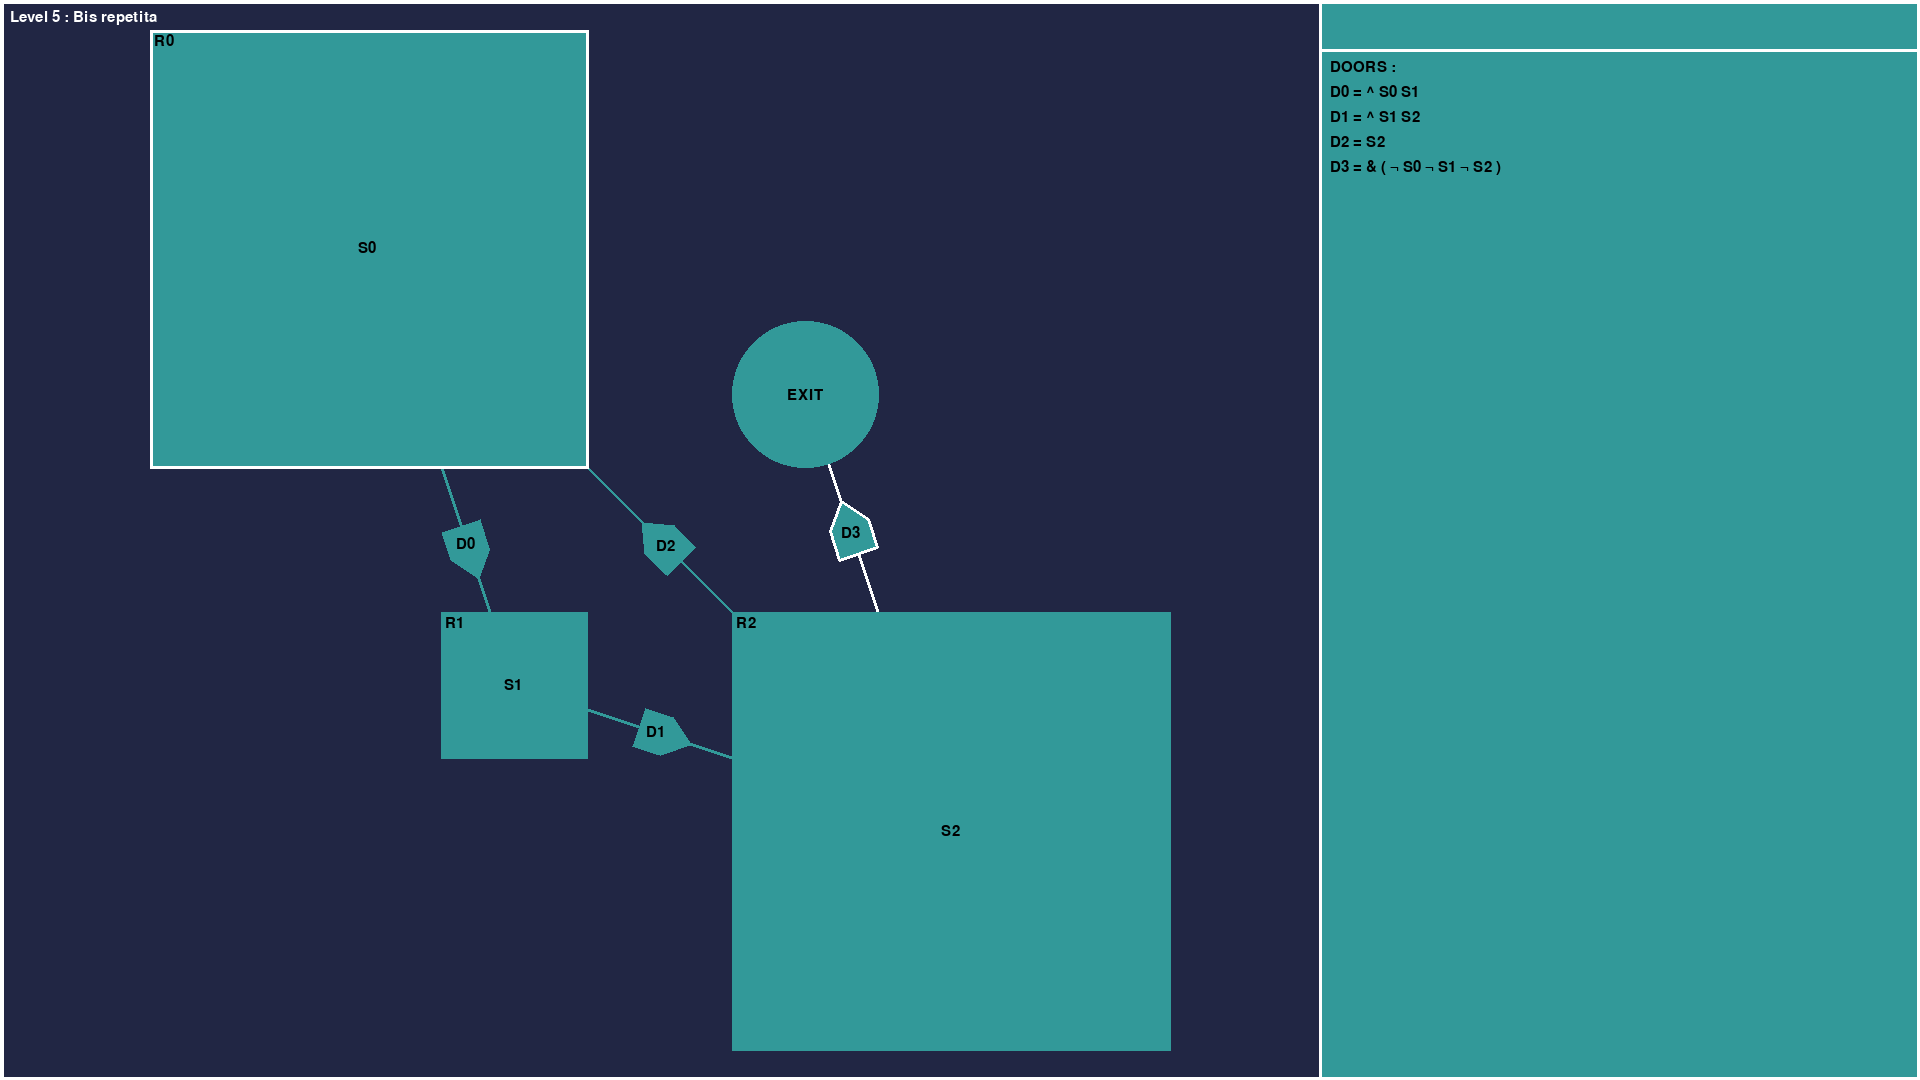 Level 5 : Bis repetita
R0
S0
EXIT
D0
D2
D3
R1
S1
D1
R2
S2
DOORS :
D0 = ^ S0 S1
D1 = ^ S1 S2
D2 = S2
D3 = & ( ¬ S0 ¬ S1 ¬ S2 )